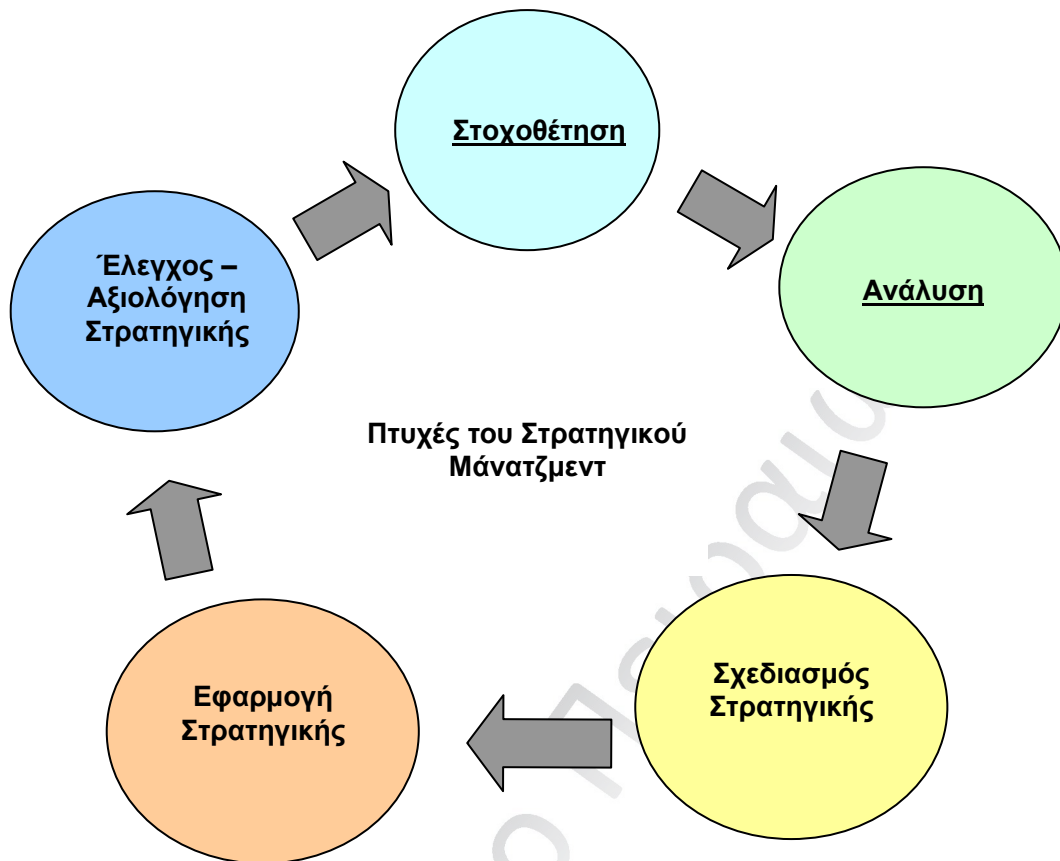 Στοχοθέτηση
Ανάλυση
Έλεγχος –
Αξιολόγηση
Στρατηγικής
Πτυχές του Στρατηγικού
Μάνατζμεντ
Σχεδιασμός
Στρατηγικής
Εφαρμογή
Στρατηγικής